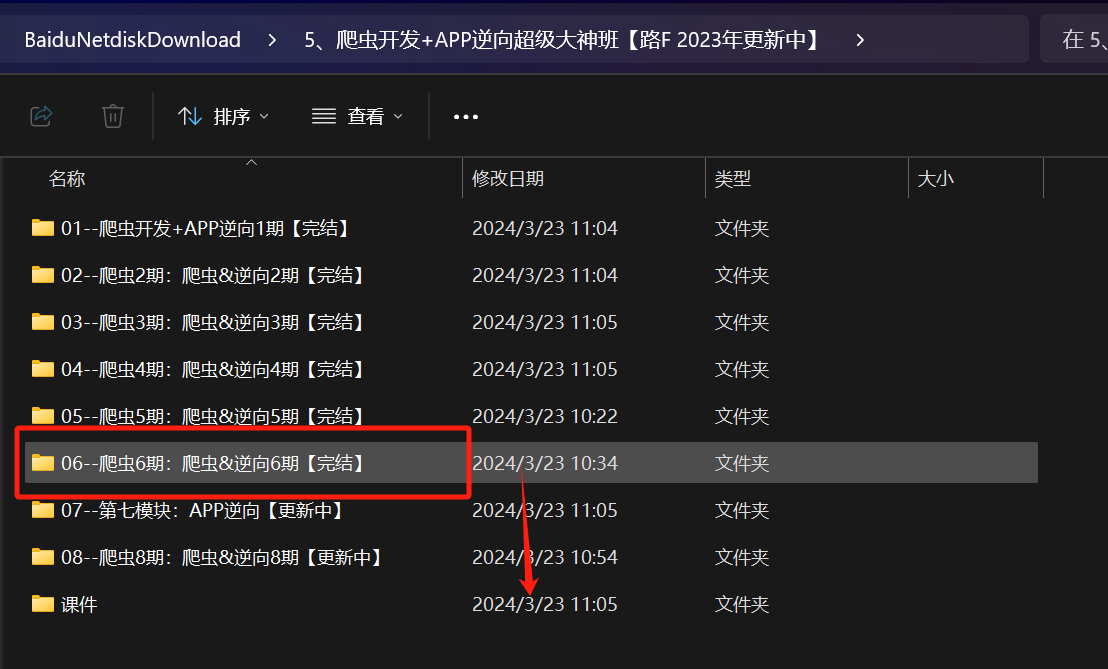 BaiduNetdiskDownload > 5、爬虫开发+APP逆向超级大神班【路F 2023年更新中】 > 在 5、
排序 查看 •••
名称 修改日期 类型 大小
01--爬虫开发+APP逆向1期【完结】 2024/3/23 11:04 文件夹
02--爬虫2期：爬虫&逆向2期【完结】 2024/3/23 11:04 文件夹
03--爬虫3期：爬虫&逆向3期【完结】 2024/3/23 11:05 文件夹
04--爬虫4期：爬虫&逆向4期【完结】 2024/3/23 11:05 文件夹
05--爬虫5期：爬虫&逆向5期【完结】 2024/3/23 10:22 文件夹
06--爬虫6期：爬虫&逆向6期【完结】 2024/3/23 10:34 文件夹
07--第七模块：APP逆向【更新中】 2024/3/23 11:05 文件夹
08--爬虫8期：爬虫&逆向8期【更新中】 2024/3/23 10:54 文件夹
课件 2024/3/23 11:05 文件夹